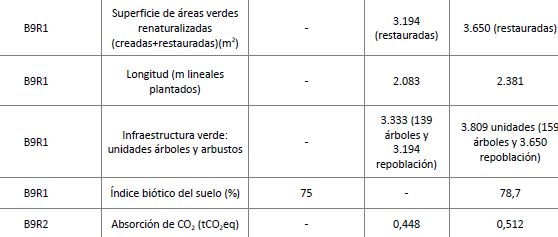 B9R1
Superficie de áreas verdes
renaturalizadas
(creadas+restauradas)(m²)
-
3.194
(restauradas)
3.650 (restauradas)
B9R1
Longitud (m lineales
plantados)
-
2.083
2.381
B9R1
Infraestructura verde:
unidades árboles y arbustos
-
3.333 (139
árboles y
3.194
repoblación)
3.809 unidades (159
árboles y 3.650
repoblación)
B9R1
Índice biótico del suelo (%)
75
-
78,7
B9R2
Absorción de CO₂ (tCO₂eq)
-
0,448
0,512